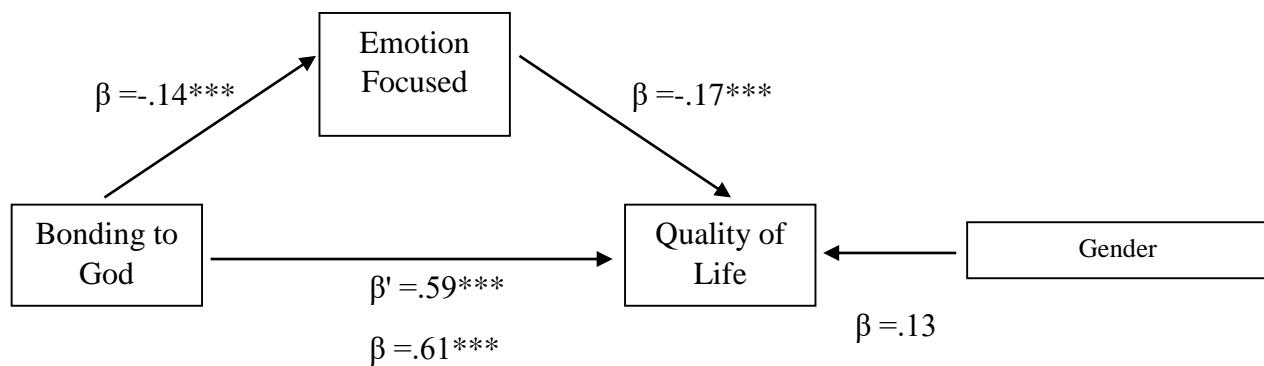 Emotion
Focused
β =-.14***
β =-.17***
Bonding to
God
Quality of
Life
Gender
β' =.59***
β =.61***
β =.13